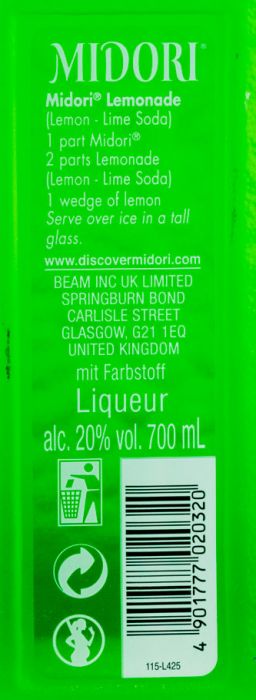 MIDORI®
Midori® Lemonade
(Lemon - Lime Soda)
1 part Midori®
2 parts Lemonade
(Lemon - Lime Soda)
1 wedge of lemon
Serve over ice in a tall
glass.
www.discovermidori.com
BEAM INC UK LIMITED
SPRINGBURN BOND
CARLISLE STREET
GLASGOW, G21 1EQ
UNITED KINGDOM
mit Farbstoff
Liqueur
alc. 20% vol. 700 mL
4 901777 020320
115-L425